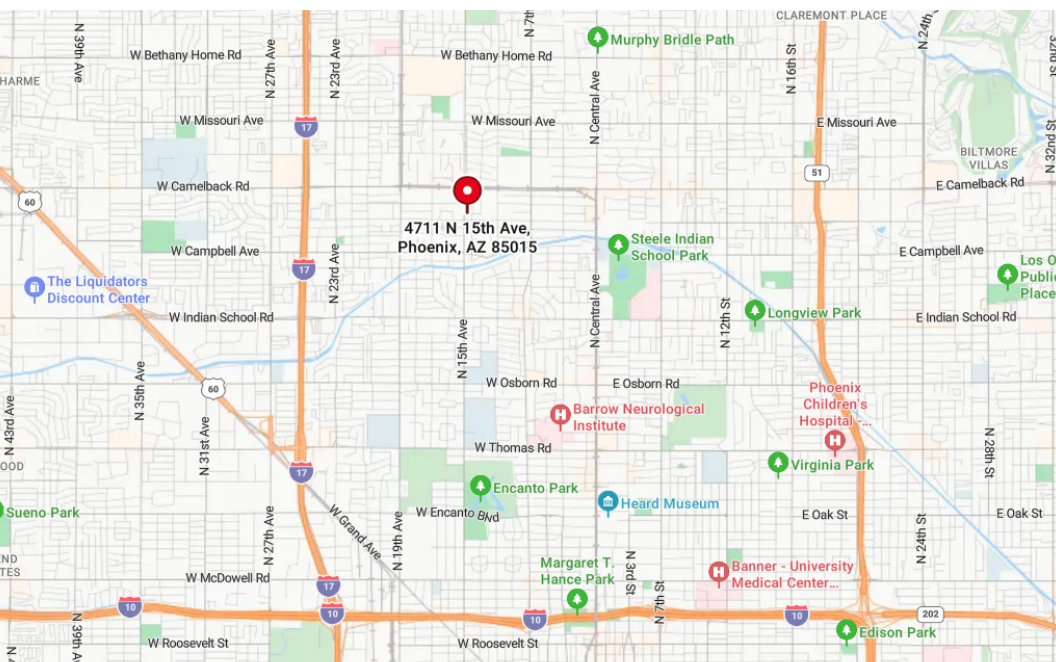 CLAREMONT PLACE
N 7th
N 24th
32nd St
Murphy Bridle Path
N 39th Ave
W Bethany Home Rd
N 27th Ave
N 23rd Ave
W Bethany Home Rd
N 16th St
HARME
N Central Ave
W Missouri Ave
17
W Missouri Ave
E Missouri Ave
N 32nd St
BILTMORE
VILLAS
51
W Camelback Rd
E Camelback Rd
60
4711 N 15th Ave,
Phoenix, AZ 85015
Steele Indian
School Park
W Campbell Ave
E Campbell Ave
17
N 23rd Ave
Los O
Public
Place
The Liquidators
Discount Center
N Central Ave
W Indian School Rd
N 12th St
Longview Park
E Indian School Rd
N 15th Ave
60
N 35th Ave
W Osborn Rd
E Osborn Rd
Phoenix
Children's
Hospital -...
N 43rd Ave
N 31st Ave
Barrow Neurological
Institute
W Thomas Rd
N 28th St
OOD
17
Virginia Park
Encanto Park
Heard Museum
Sueno Park
W Encanto Blvd
E Oak St
E Oak St
N 27th Ave
W Grand Ave
N 19th Ave
N 24th St
END
TES
Margaret T.
Hance Park
N 3rd St
Banner - University
Medical Center...
W McDowell Rd
17
N 7th St
10
10
10
10
202
N 39th A
W Roosevelt St
W Roosevelt St
Edison Park
N